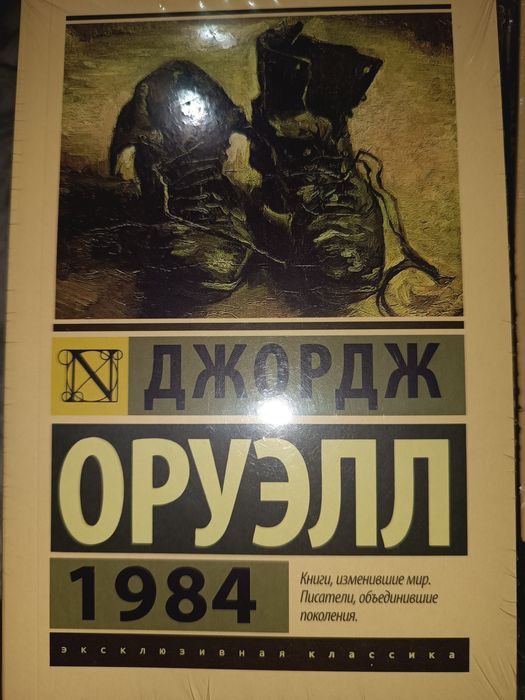 N
ДЖОРДЖ
ОРУЭЛЛ
1984
Книги, изменившие мир.
Писатели, объединившие
поколения.
эксклюзивная классика